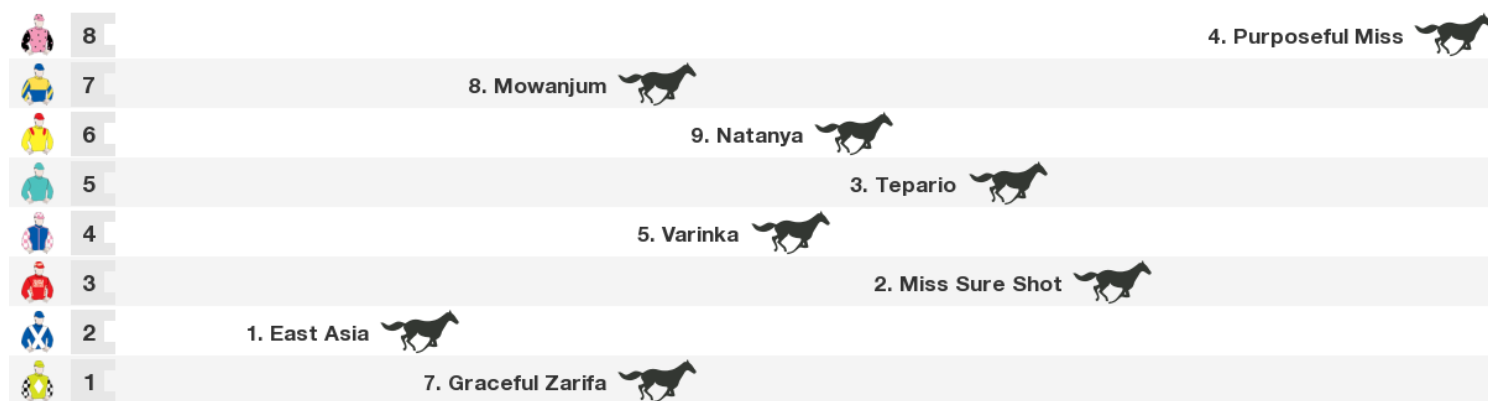 8 4. Purposeful Miss
7 8. Mowanjum
6 9. Natanya
5 3. Tepario
4 5. Varinka
3 2. Miss Sure Shot
2 1. East Asia
1 7. Graceful Zarifa